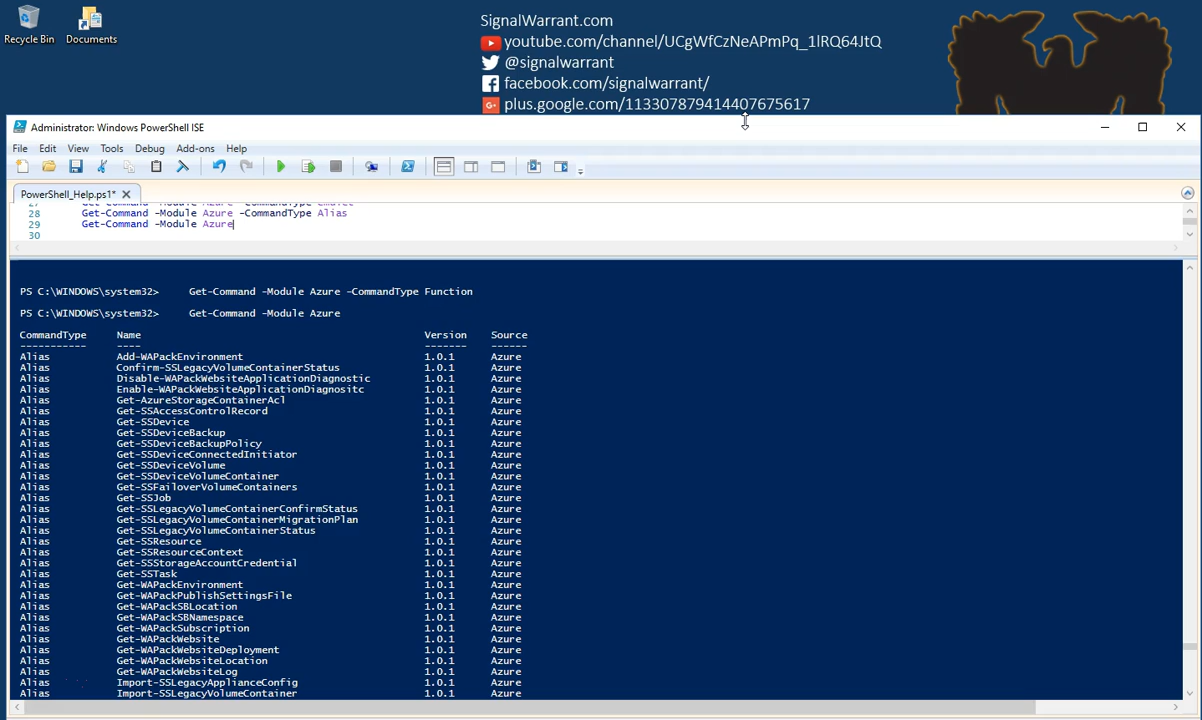 Recycle Bin
Documents
SignalWarrant.com
youtube.com/channel/UCgWfCzNeAPmPq_1lRQ64JtQ
@signalwarrant
facebook.com/signalwarrant/
plus.google.com/113307879414407675617
Administrator: Windows PowerShell ISE
File Edit View Tools Debug Add-ons Help
PowerShell_Help.ps1*
28 Get-Command -Module Azure -CommandType Alias
29 Get-Command -Module Azure
30
PS C:\WINDOWS\system32> Get-Command -Module Azure -CommandType Function
PS C:\WINDOWS\system32> Get-Command -Module Azure
CommandType Name Version Source
----------- ---- ------- ------
Alias Add-WAPackEnvironment 1.0.1 Azure
Alias Confirm-SSLegacyVolumeContainerStatus 1.0.1 Azure
Alias Disable-WAPackWebsiteApplicationDiagnostic 1.0.1 Azure
Alias Enable-WAPackWebsiteApplicationDiagnositc 1.0.1 Azure
Alias Get-AzureStorageContainerAcl 1.0.1 Azure
Alias Get-SSAccessControlRecord 1.0.1 Azure
Alias Get-SSDevice 1.0.1 Azure
Alias Get-SSDeviceBackup 1.0.1 Azure
Alias Get-SSDeviceBackupPolicy 1.0.1 Azure
Alias Get-SSDeviceConnectedInitiator 1.0.1 Azure
Alias Get-SSDeviceVolume 1.0.1 Azure
Alias Get-SSDeviceVolumeContainer 1.0.1 Azure
Alias Get-SSFailoverVolumeContainers 1.0.1 Azure
Alias Get-SSJob 1.0.1 Azure
Alias Get-SSLegacyVolumeContainerConfirmStatus 1.0.1 Azure
Alias Get-SSLegacyVolumeContainerMigrationPlan 1.0.1 Azure
Alias Get-SSLegacyVolumeContainerStatus 1.0.1 Azure
Alias Get-SSResource 1.0.1 Azure
Alias Get-SSResourceContext 1.0.1 Azure
Alias Get-SSStorageAccountCredential 1.0.1 Azure
Alias Get-SSTask 1.0.1 Azure
Alias Get-WAPackEnvironment 1.0.1 Azure
Alias Get-WAPackPublishSettingsFile 1.0.1 Azure
Alias Get-WAPackSBLocation 1.0.1 Azure
Alias Get-WAPackSBNamespace 1.0.1 Azure
Alias Get-WAPackSubscription 1.0.1 Azure
Alias Get-WAPackWebsite 1.0.1 Azure
Alias Get-WAPackWebsiteDeployment 1.0.1 Azure
Alias Get-WAPackWebsiteLocation 1.0.1 Azure
Alias Get-WAPackWebsiteLog 1.0.1 Azure
Alias Import-SSLegacyApplianceConfig 1.0.1 Azure
Alias Import-SSLegacyVolumeContainer 1.0.1 Azure